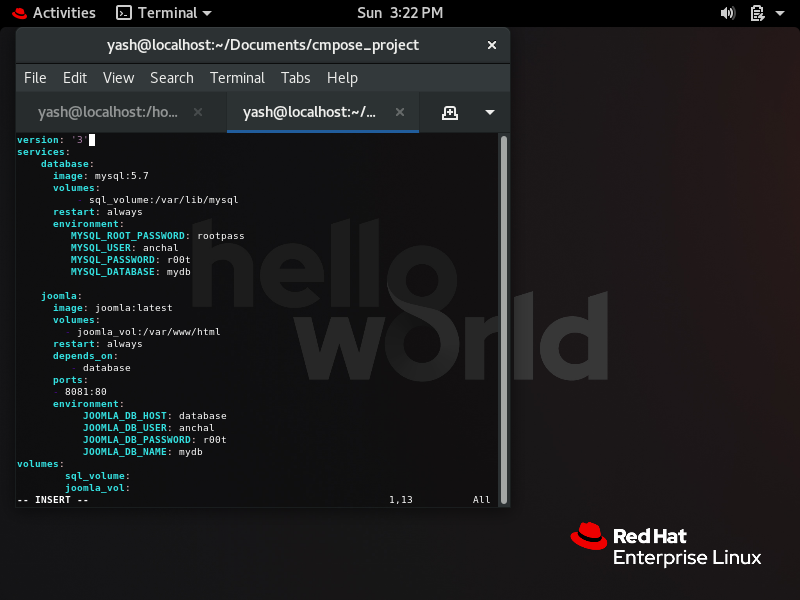 Activities
Terminal
Sun 3:22 PM
yash@localhost:~/Documents/cmpose_project
File Edit View Search Terminal Tabs Help
yash@localhost:/ho...
yash@localhost:~/...
version: '3'
services:
    database:
      image: mysql:5.7
      volumes:
          - sql_volume:/var/lib/mysql
      restart: always
      environment:
         MYSQL_ROOT_PASSWORD: rootpass
         MYSQL_USER: anchal
         MYSQL_PASSWORD: r00t
         MYSQL_DATABASE: mydb
    joomla:
      image: joomla:latest
      volumes:
        - joomla_vol:/var/www/html
      restart: always
      depends_on:
         - database
      ports:
      - 8081:80
      environment:
           JOOMLA_DB_HOST: database
           JOOMLA_DB_USER: anchal
           JOOMLA_DB_PASSWORD: r00t
           JOOMLA_DB_NAME: mydb
volumes:
        sql_volume:
        joomla_vol:
-- INSERT -- 1,13 All
hello
world
Red Hat
Enterprise Linux